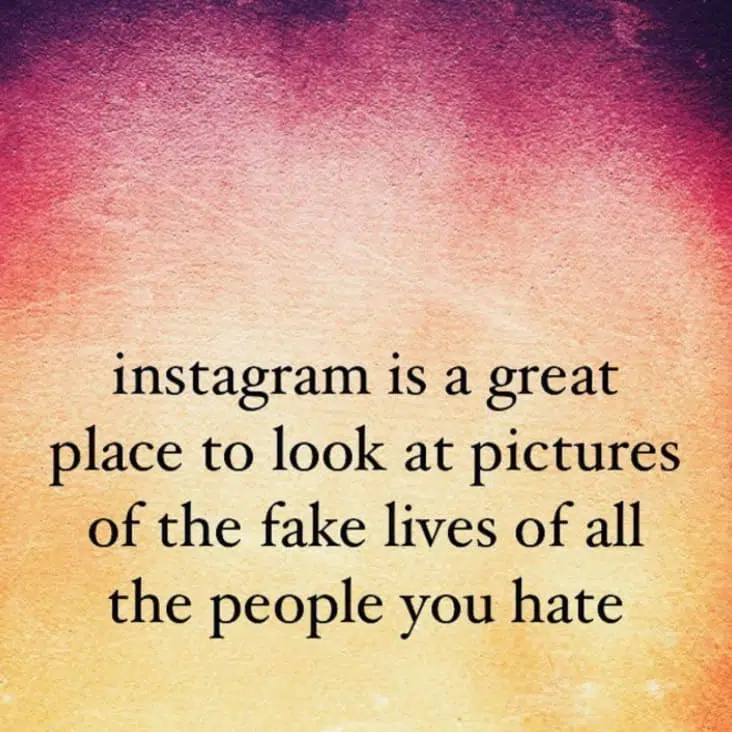 instagram is a great
place to look at pictures
of the fake lives of all
the people you hate